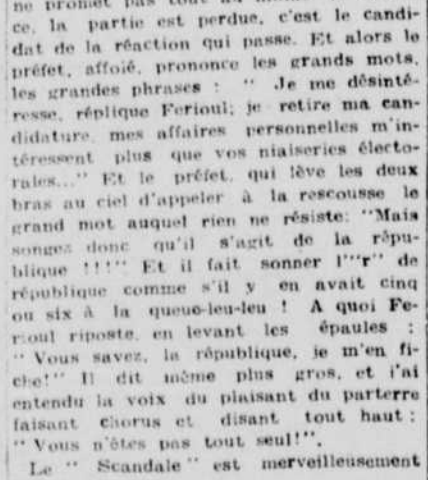 ne promet pas tout au
ce, la partie est perdue, c'est le candi-
dat de la réaction qui passe. Et alors le
préfet, affolé, prononce les grands mots,
les grandes phrases : " Je me désinté-
resse, réplique Ferioul; je retire ma can-
didature, mes affaires personnelles m'in-
téressent plus que vos niaiseries électo-
rales..." Et le préfet, qui lève les deux
bras au ciel d'appeler à la rescousse le
grand mot auquel rien ne résiste: "Mais
songez donc qu'il s'agit de la répu-
blique !!!" Et il fait sonner l'"r" de
république comme s'il y en avait cinq
ou six à la queue-leu-leu ! A quoi Fe-
rioul riposte, en levant les épaules :
" Vous savez, la république, je m'en fi-
che!" Il dit même plus gros, et j'ai
entendu la voix du plaisant du parterre
faisant chorus et disant tout haut :
" Vous n'êtes pas tout seul!".
Le " Scandale " est merveilleusement